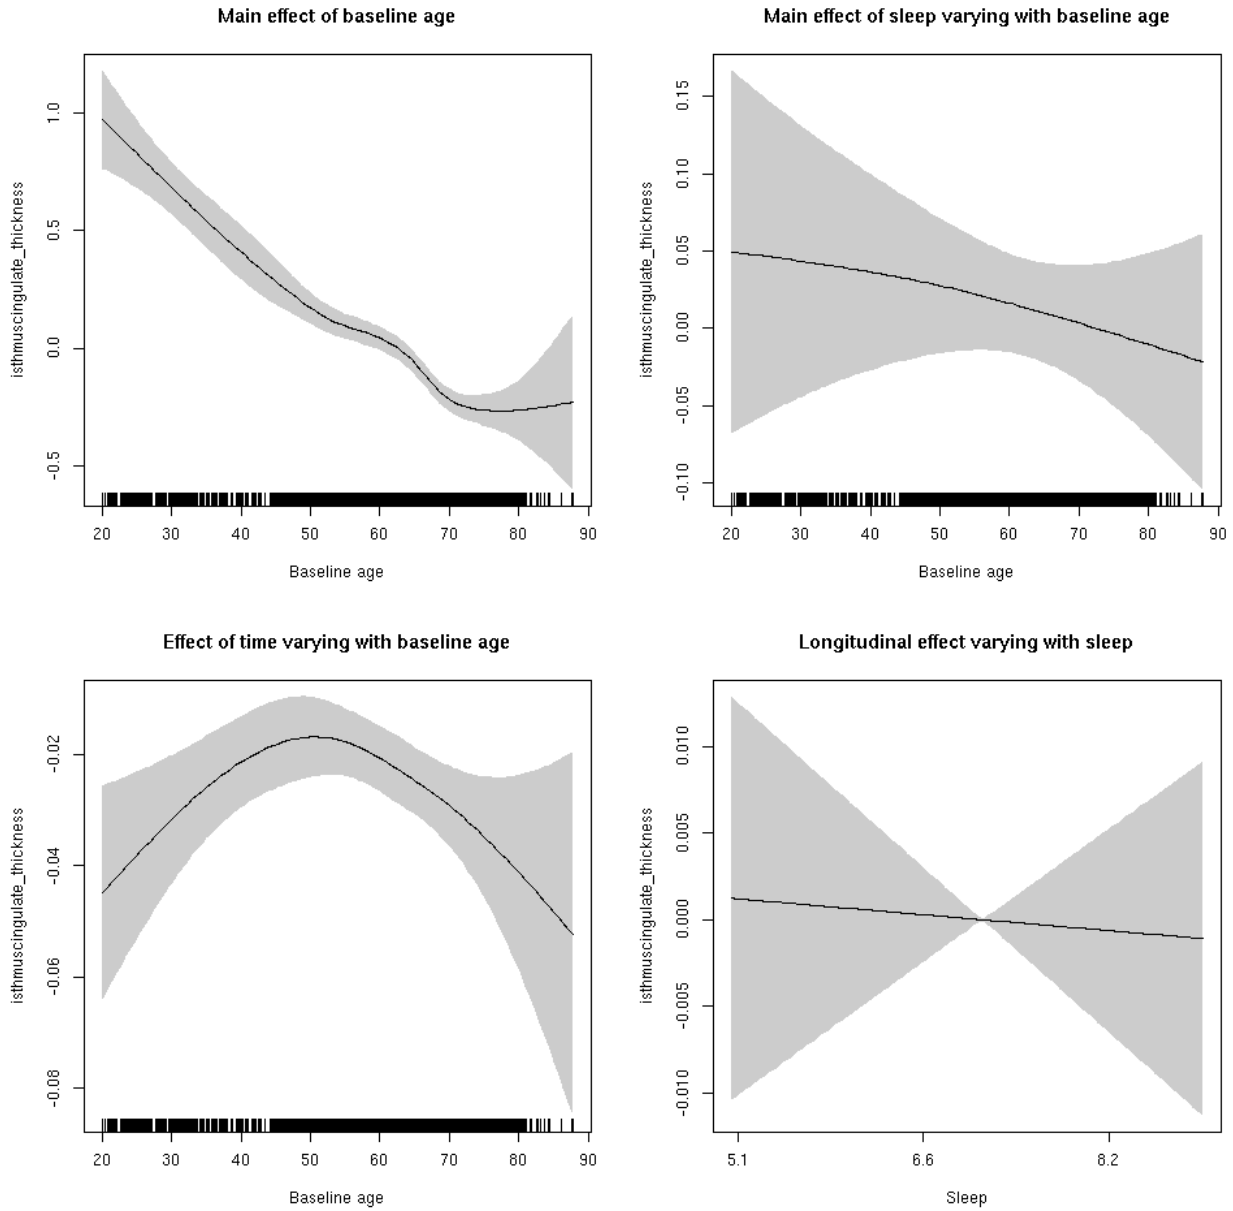 Main effect of baseline age
isthmuscingulate_thickness
1.0
0.5
0.0
-0.5
20 30 40 50 60 70 80 90
Baseline age
Main effect of sleep varying with baseline age
isthmuscingulate_thickness
0.15
0.10
0.05
0.00
-0.05
-0.10
20 30 40 50 60 70 80 90
Baseline age
Effect of time varying with baseline age
isthmuscingulate_thickness
-0.02
-0.04
-0.06
-0.08
20 30 40 50 60 70 80 90
Baseline age
Longitudinal effect varying with sleep
isthmuscingulate_thickness
0.010
0.005
0.000
-0.005
-0.010
5.1 6.6 8.2
Sleep